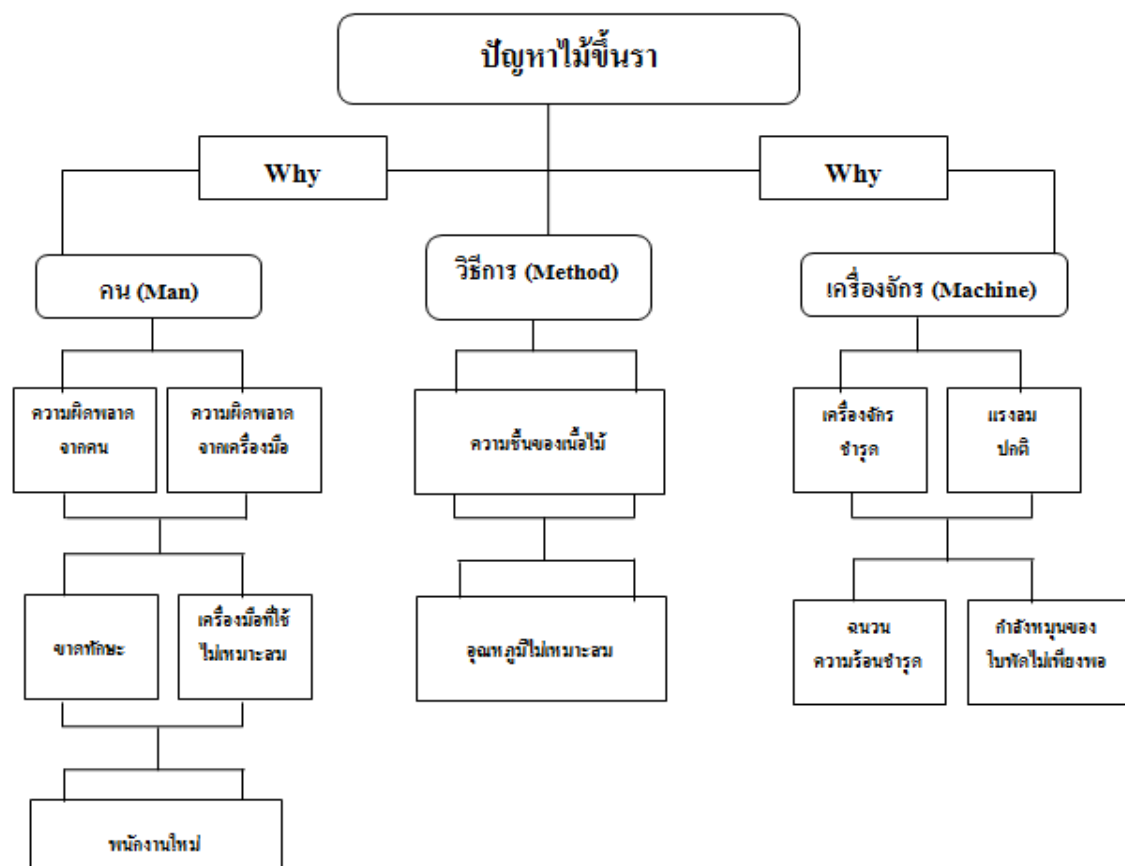 ปัญหาไม้ขึ้นรา
Why
Why
คน (Man)
วิธีการ (Method)
เครื่องจักร (Machine)
ความผิดพลาด
จากคน
ความผิดพลาด
จากเครื่องมือ
ความชื้นของเนื้อไม้
เครื่องจักร
ชำรุด
แรงลม
ปกติ
ขาดทักษะ
เครื่องมือที่ใช้
ไม่เหมาะสม
อุณหภูมิไม่เหมาะสม
ฉนวน
ความร้อนชำรุด
กำลังหมุนของ
ใบพัดไม่เพียงพอ
พนักงานใหม่